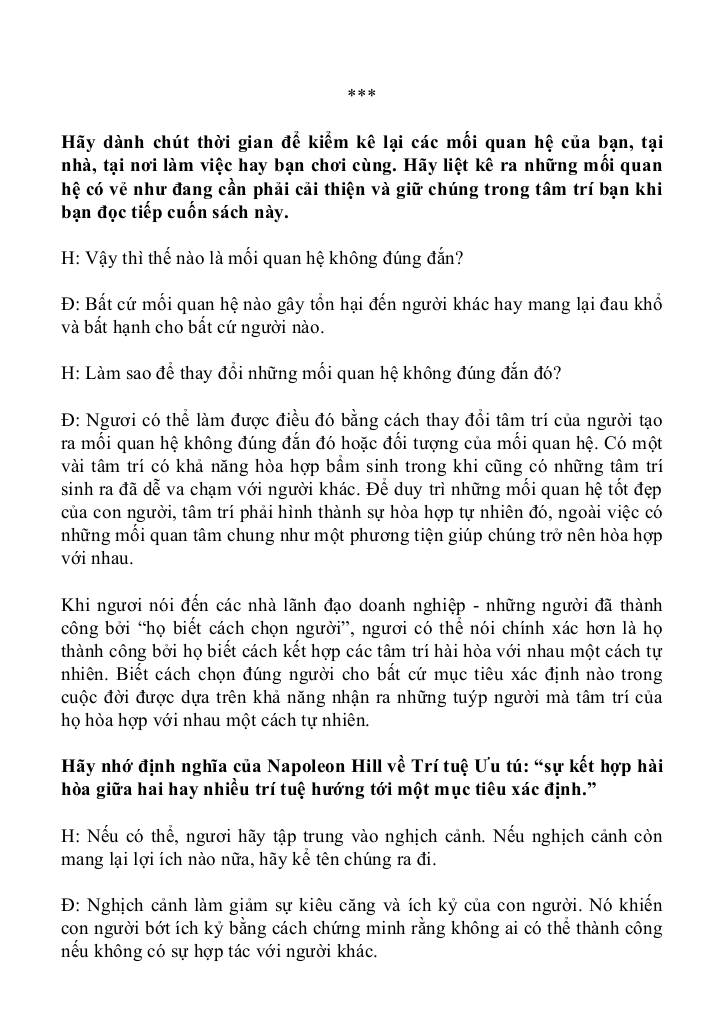 ***
Hãy dành chút thời gian để kiểm kê lại các mối quan hệ của bạn, tại
nhà, tại nơi làm việc hay bạn chơi cùng. Hãy liệt kê ra những mối quan
hệ có vẻ như đang cần phải cải thiện và giữ chúng trong tâm trí bạn khi
bạn đọc tiếp cuốn sách này.
H: Vậy thì thế nào là mối quan hệ không đúng đắn?
Đ: Bất cứ mối quan hệ nào gây tổn hại đến người khác hay mang lại đau khổ
và bất hạnh cho bất cứ người nào.
H: Làm sao để thay đổi những mối quan hệ không đúng đắn đó?
Đ: Ngươi có thể làm được điều đó bằng cách thay đổi tâm trí của người tạo
ra mối quan hệ không đúng đắn đó hoặc đối tượng của mối quan hệ. Có một
vài tâm trí có khả năng hòa hợp bẩm sinh trong khi cũng có những tâm trí
sinh ra đã dễ va chạm với người khác. Để duy trì những mối quan hệ tốt đẹp
của con người, tâm trí phải hình thành sự hòa hợp tự nhiên đó, ngoài việc có
những mối quan tâm chung như một phương tiện giúp chúng trở nên hòa hợp
với nhau.
Khi ngươi nói đến các nhà lãnh đạo doanh nghiệp - những người đã thành
công bởi “họ biết cách chọn người”, ngươi có thể nói chính xác hơn là họ
thành công bởi họ biết cách kết hợp các tâm trí hài hòa với nhau một cách tự
nhiên. Biết cách chọn đúng người cho bất cứ mục tiêu xác định nào trong
cuộc đời được dựa trên khả năng nhận ra những tuýp người mà tâm trí của
họ hòa hợp với nhau một cách tự nhiên.
Hãy nhớ định nghĩa của Napoleon Hill về Trí tuệ Ưu tú: “sự kết hợp hài
hòa giữa hai hay nhiều trí tuệ hướng tới một mục tiêu xác định.”
H: Nếu có thể, ngươi hãy tập trung vào nghịch cảnh. Nếu nghịch cảnh còn
mang lại lợi ích nào nữa, hãy kể tên chúng ra đi.
Đ: Nghịch cảnh làm giảm sự kiêu căng và ích kỷ của con người. Nó khiến
con người bớt ích kỷ bằng cách chứng minh rằng không ai có thể thành công
nếu không có sự hợp tác với người khác.